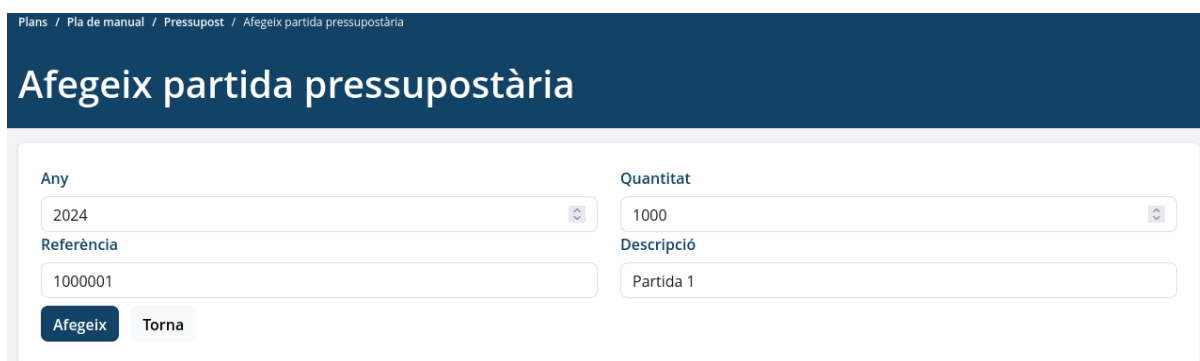 Plans / Pla de manual / Pressupost / Afegeix partida pressupostària
Afegeix partida pressupostària
Any
Quantitat
2024
1000
Referència
Descripció
1000001
Partida 1
Afegeix
Torna